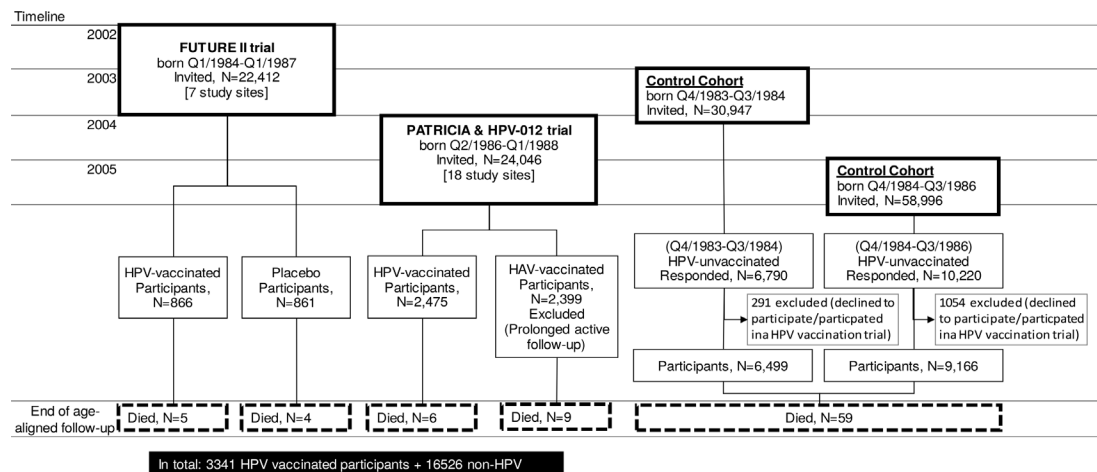 Timeline
2002
2003
2004
2005
FUTURE II trial
born Q1/1984-Q1/1987
Invited, N=22,412
[7 study sites]
Control Cohort
born Q4/1983-Q3/1984
Invited, N=30,947
PATRICIA & HPV-012 trial
born Q2/1986-Q1/1988
Invited, N=24,046
[18 study sites]
Control Cohort
born Q4/1984-Q3/1986
Invited, N=58,996
HPV-vaccinated
Participants,
N=866
Placebo
Participants,
N=861
HPV-vaccinated
Participants,
N=2,475
HAV-vaccinated
Participants,
N=2,399
Excluded
(Prolonged active
follow-up)
(Q4/1983-Q3/1984)
HPV-unvaccinated
Responded, N=6,790
(Q4/1984-Q3/1986)
HPV-unvaccinated
Responded, N=10,220
291 excluded (declined to
participate/particpated
ina HPV vaccination trial)
1054 excluded (declined
to participate/particpated
ina HPV vaccination trial)
Participants, N=6,499
Participants, N=9,166
End of age-
aligned follow-up
Died, N=5
Died, N=4
Died, N=6
Died, N=9
Died, N=59
In total: 3341 HPV vaccinated participants + 16526 non-HPV